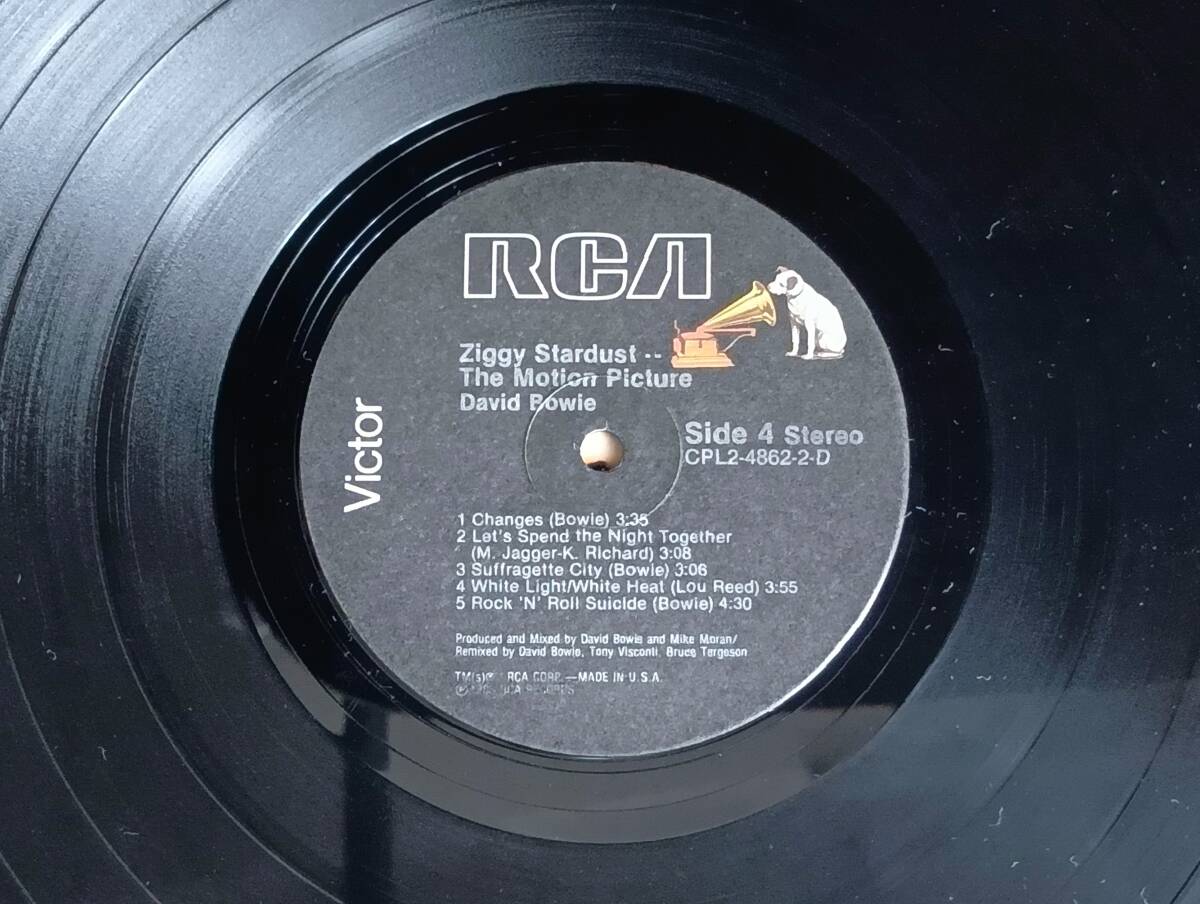 RCA
Ziggy Stardust --
The Motion Picture
David Bowie
Victor
Side 4 Stereo
CPL2-4862-2-D
1 Changes (Bowie) 3:35
2 Let's Spend the Night Together
(M. Jagger-K. Richard) 3:08
3 Suffragette City (Bowie) 3:06
4 White Light/White Heat (Lou Reed) 3:55
5 Rock 'N' Roll Suicide (Bowie) 4:30
Produced and Mixed by David Bowie and Mike Moran/
Remixed by David Bowie, Tony Visconti, Bruce Tergeson
TM(s)® RCA CORP.—MADE IN U.S.A.
℗ RECORDS